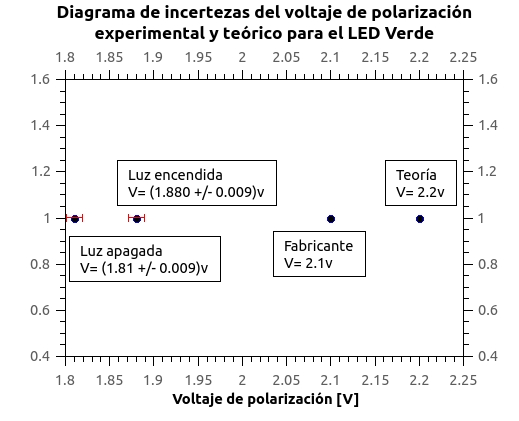 Diagrama de incertezas del voltaje de polarización
experimental y teórico para el LED Verde
1.8 1.85 1.9 1.95 2 2.05 2.1 2.15 2.2 2.25
1.6 1.6
1.4 1.4
1.2 1.2
Luz encendida
V= (1.880 +/- 0.009)v
Teoría
V= 2.2v
1 1
Luz apagada
V= (1.81 +/- 0.009)v
Fabricante
V= 2.1v
0.8 0.8
0.6 0.6
0.4 0.4
1.8 1.85 1.9 1.95 2 2.05 2.1 2.15 2.2 2.25
Voltaje de polarización [V]